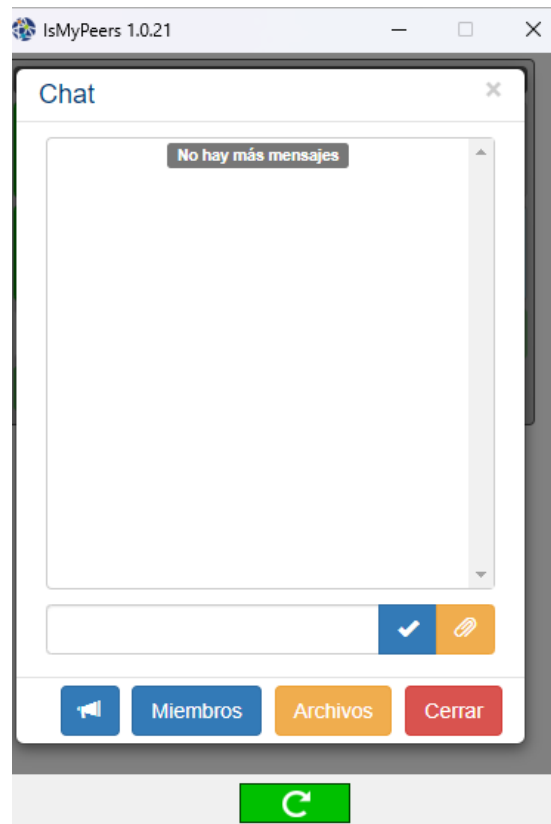 IsMyPeers 1.0.21
Chat
No hay más mensajes
Miembros
Archivos
Cerrar